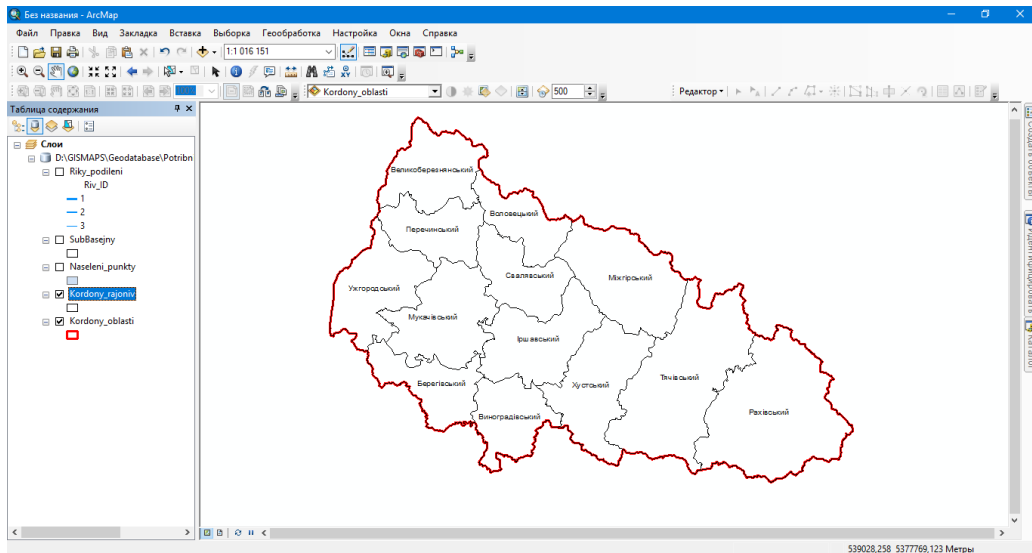 Без названия - ArcMap
Файл Правка Вид Закладка Вставка Выборка Геообработка Настройка Окна Справка
1:1 016 151
Kordony_oblasti 500 Редактор
Таблица содержания
Слои
D:\GISMAPS\Geodatabase\Potribn
Riky_podileni
Riv_ID
1
2
3
SubBasejny
Naseleni_punkty
Kordony_rajoniv
Kordony_oblasti
Великоберезнянський
Воловецький
Перечинський
Свалявський
Міжгірський
Ужгородський
Мукачівський
Іршавський
Тячівський
Берегівський
Хустський
Рахівський
Виноградівський
539028,258 5377769,123 Метры